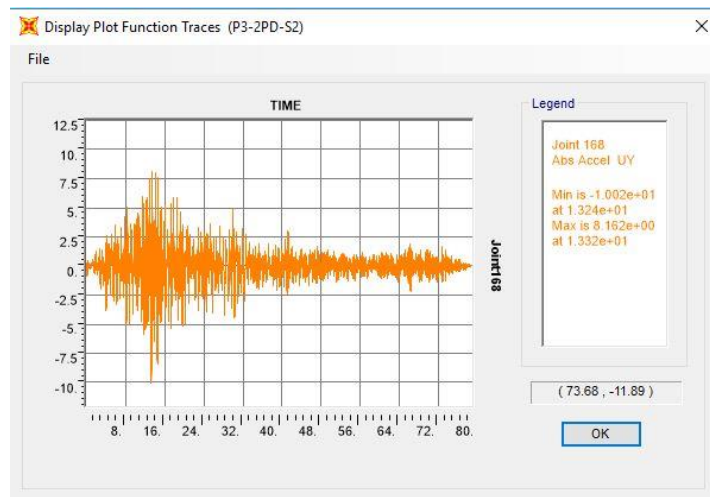 Display Plot Function Traces (P3-2PD-S2)
File
TIME
12.5
10.
7.5
5.
2.5
0.
-2.5
-5.
-7.5
-10.
8. 16. 24. 32. 40. 48. 56. 64. 72. 80.
Joint168
Legend
Joint 168
Abs Accel UY
Min is -1.002e+01
at 1.324e+01
Max is 8.162e+00
at 1.332e+01
( 73.68 , -11.89 )
OK